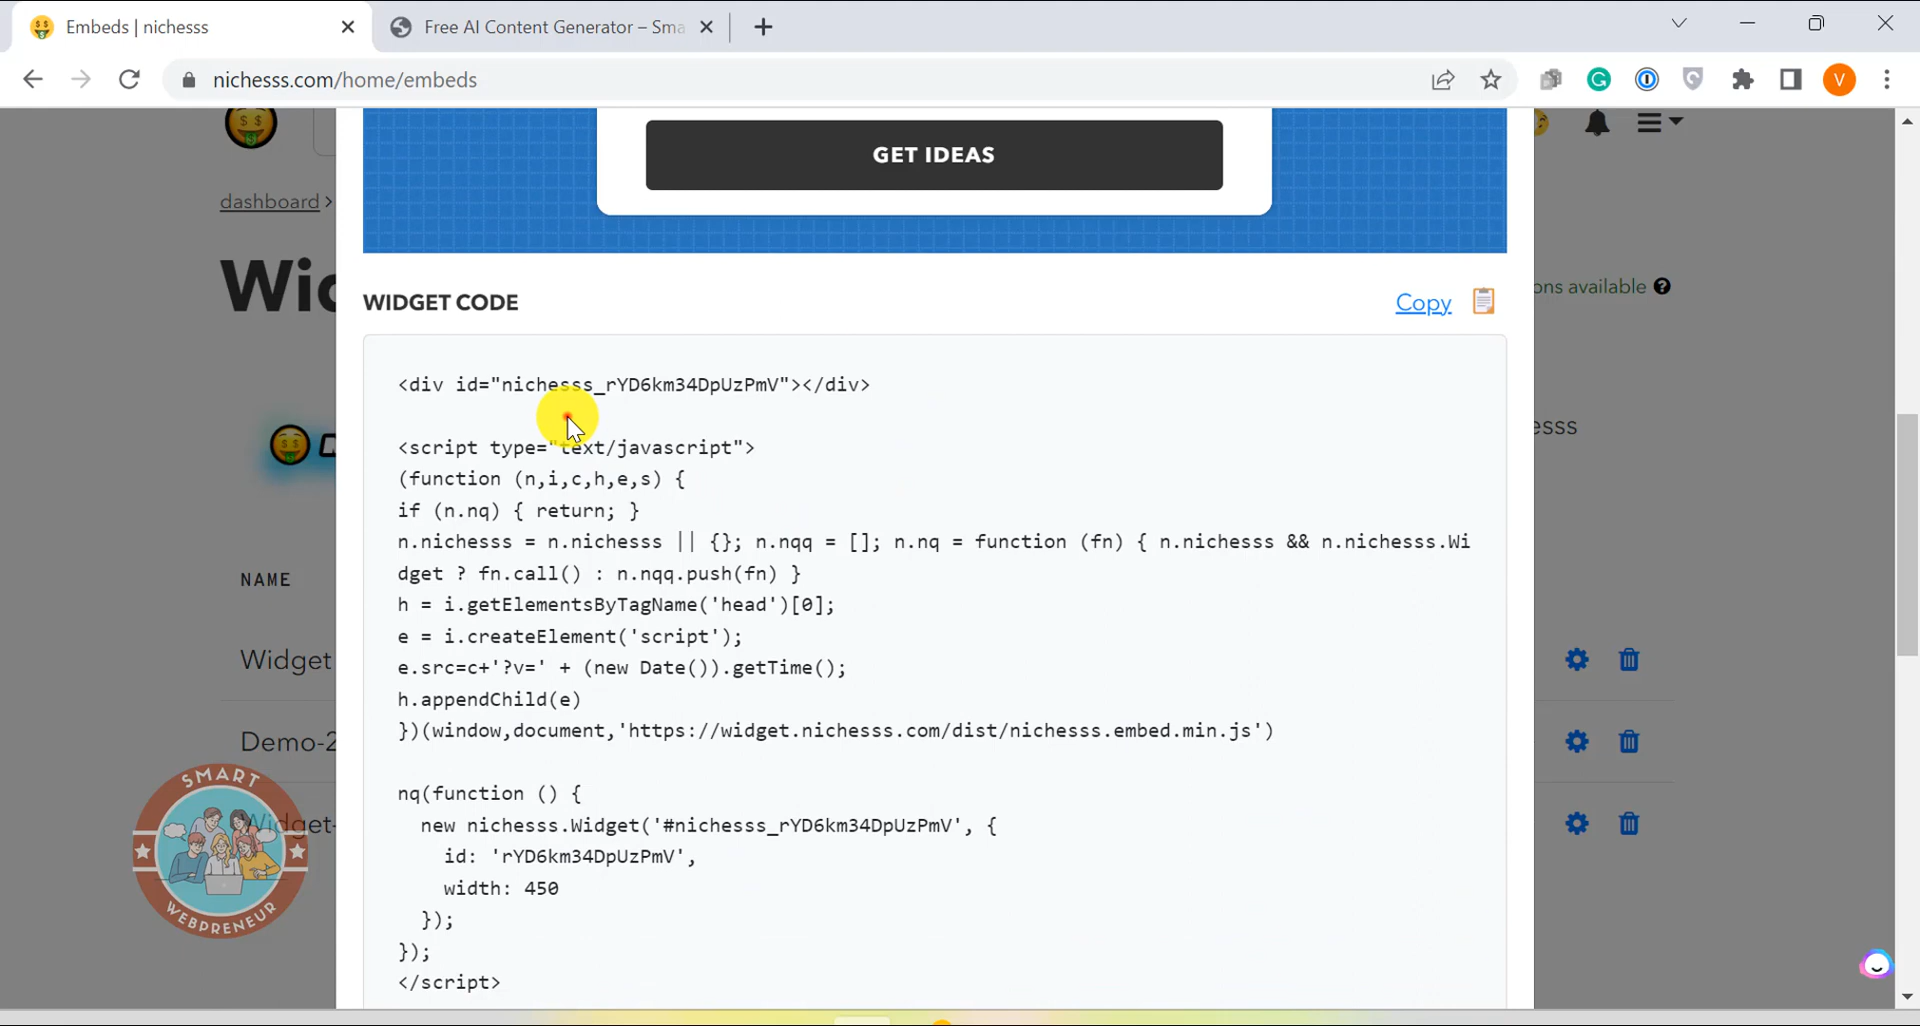 Embeds | nichesss
Free AI Content Generator – Sma
nichesss.com/home/embeds
V
GET IDEAS
dashboard >
Wid
ons available ?
WIDGET CODE
Copy
<div id="nichesss_rYD6km34DpUzPmV"></div>
esss
<script type="text/javascript">
(function (n,i,c,h,e,s) {
if (n.nq) { return; }
n.nichesss = n.nichesss || {}; n.nqq = []; n.nq = function (fn) { n.nichesss && n.nichesss.Wi
dget ? fn.call() : n.nqq.push(fn) }
NAME
h = i.getElementsByTagName('head')[0];
e = i.createElement('script');
Widget
e.src=c+'?v=' + (new Date()).getTime();
h.appendChild(e)
})(window,document,'https://widget.nichesss.com/dist/nichesss.embed.min.js')
Demo-2
nq(function () {
new nichesss.Widget('#nichesss_rYD6km34DpUzPmV', {
Widget-
id: 'rYD6km34DpUzPmV',
width: 450
});
});
</script>
SMART
WEBPRENEUR